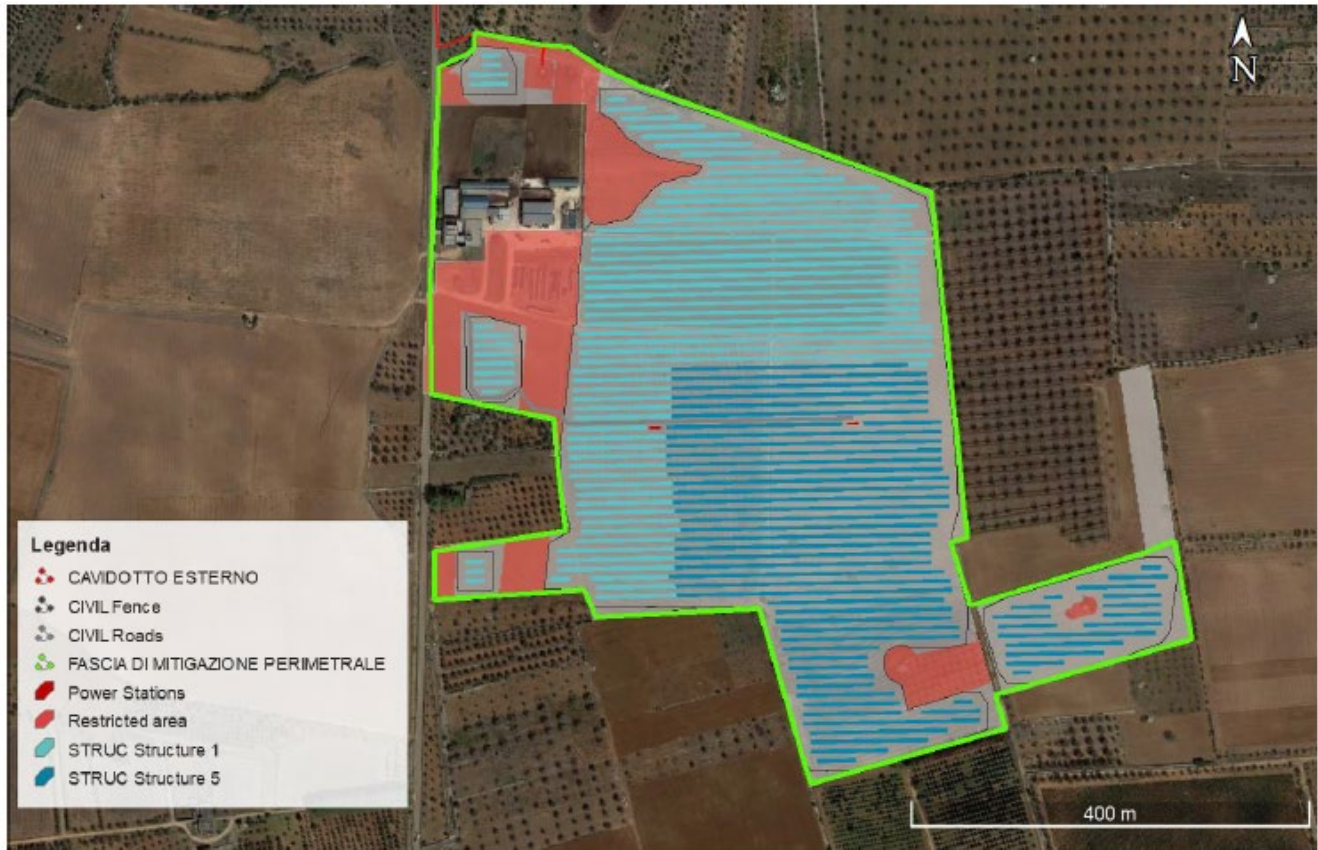 N
Legenda
CAVIDOTTO ESTERNO
CIVIL Fence
CIVIL Roads
FASCIA DI MITIGAZIONE PERIMETRALE
Power Stations
Restricted area
STRUC Structure 1
STRUC Structure 5
400 m